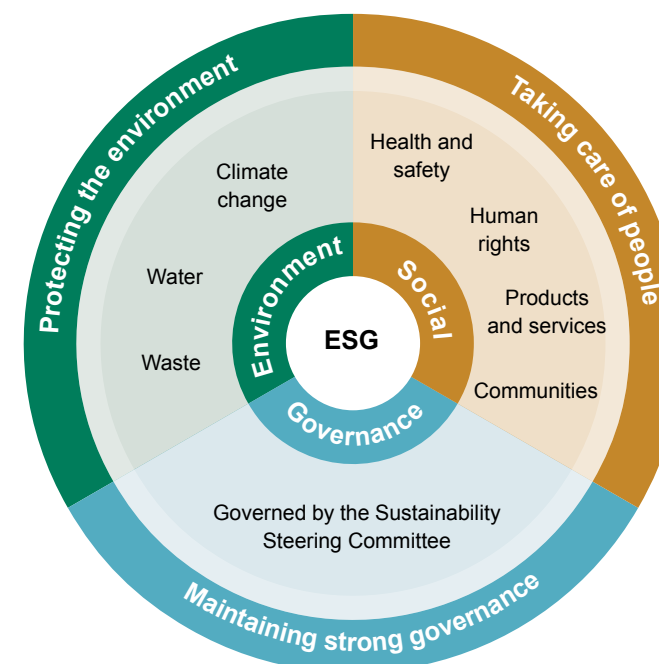 Protecting the environment
Taking care of people
Health and
safety
Climate
change
Human
rights
Water
Environment
Social
Products
and services
ESG
Waste
Communities
Governance
Governed by the Sustainability
Steering Committee
Maintaining strong governance